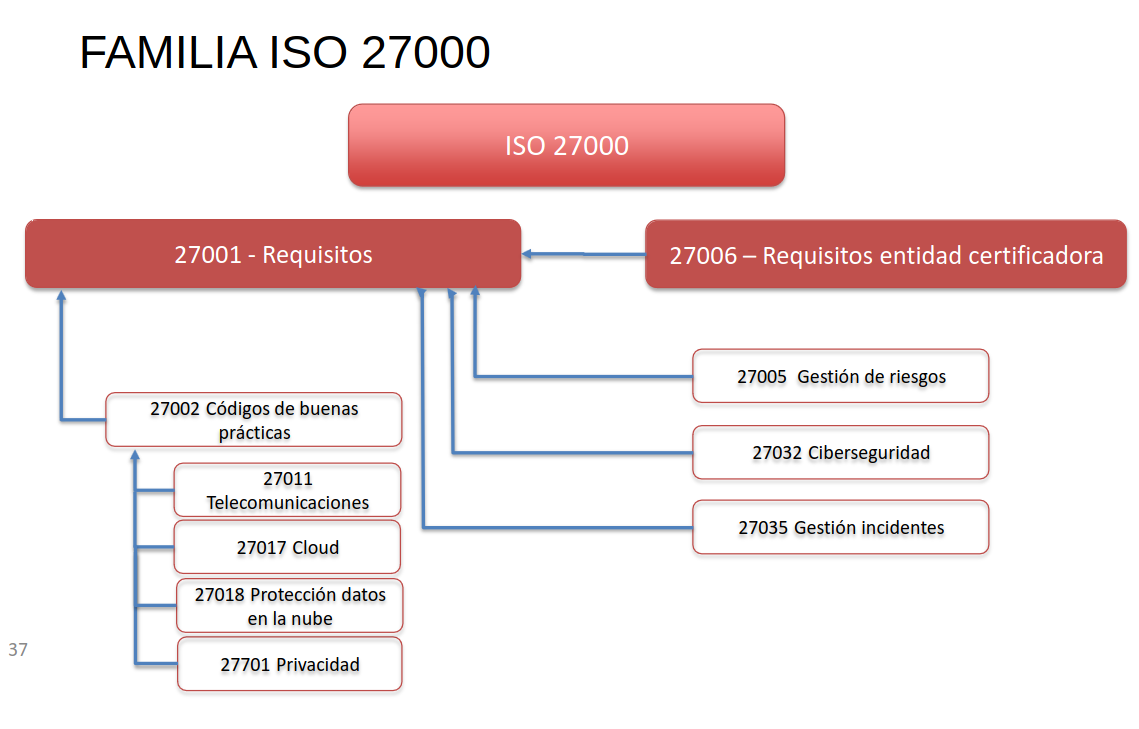 FAMILIA ISO 27000
ISO 27000
27001 - Requisitos
27006 – Requisitos entidad certificadora
27005  Gestión de riesgos
27002 Códigos de buenas
prácticas
27032 Ciberseguridad
27011
Telecomunicaciones
27035 Gestión incidentes
27017 Cloud
27018 Protección datos
en la nube
27701 Privacidad
37